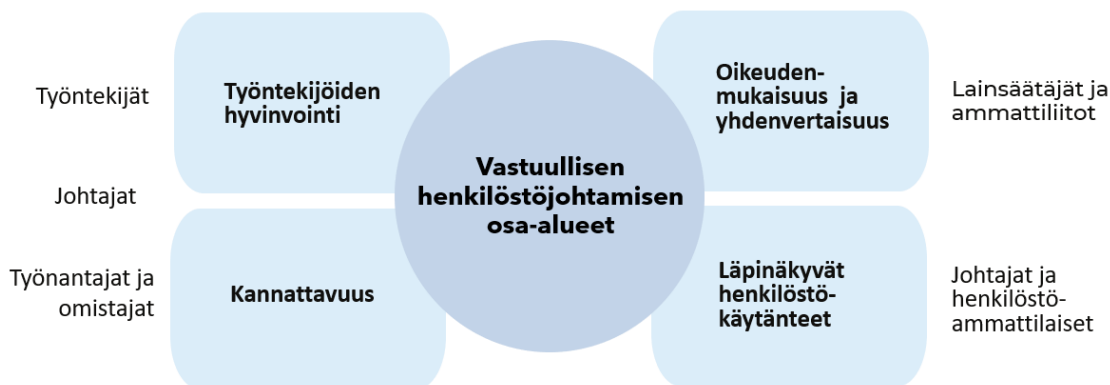 Työntekijät
Työntekijöiden
hyvinvointi
Johtajat
Työnantajat ja
omistajat
Kannattavuus
Vastuullisen
henkilöstöjohtamisen
osa-alueet
Oikeuden-
mukaisuus ja
yhdenvertaisuus
Lainsäätäjät ja
ammattiliitot
Läpinäkyvät
henkilöstö-
käytänteet
Johtajat ja
henkilöstö-
ammattilaiset